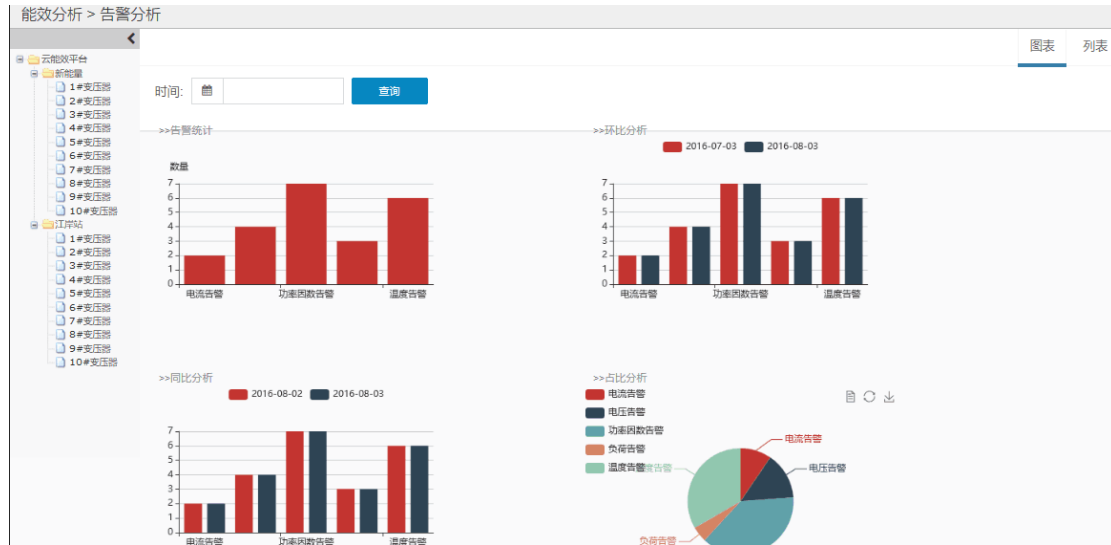 能效分析 > 告警分析
图表 列表
云能效平台
新能量
1#变压器
2#变压器
3#变压器
4#变压器
5#变压器
6#变压器
7#变压器
8#变压器
9#变压器
10#变压器
江岸站
1#变压器
2#变压器
3#变压器
4#变压器
5#变压器
6#变压器
7#变压器
8#变压器
9#变压器
10#变压器
时间: 查询
>>告警统计
数量
7
6
5
4
3
2
1
0
电流告警 功率因数告警 温度告警
>>环比分析
2016-07-03 2016-08-03
7
6
5
4
3
2
1
0
电流告警 功率因数告警 温度告警
>>同比分析
2016-08-02 2016-08-03
7
6
5
4
3
2
1
0
电流告警 功率因数告警 温度告警
>>占比分析
电流告警
电压告警
功率因数告警
负荷告警
温度告警
电流告警
电压告警
度告警
负荷告警